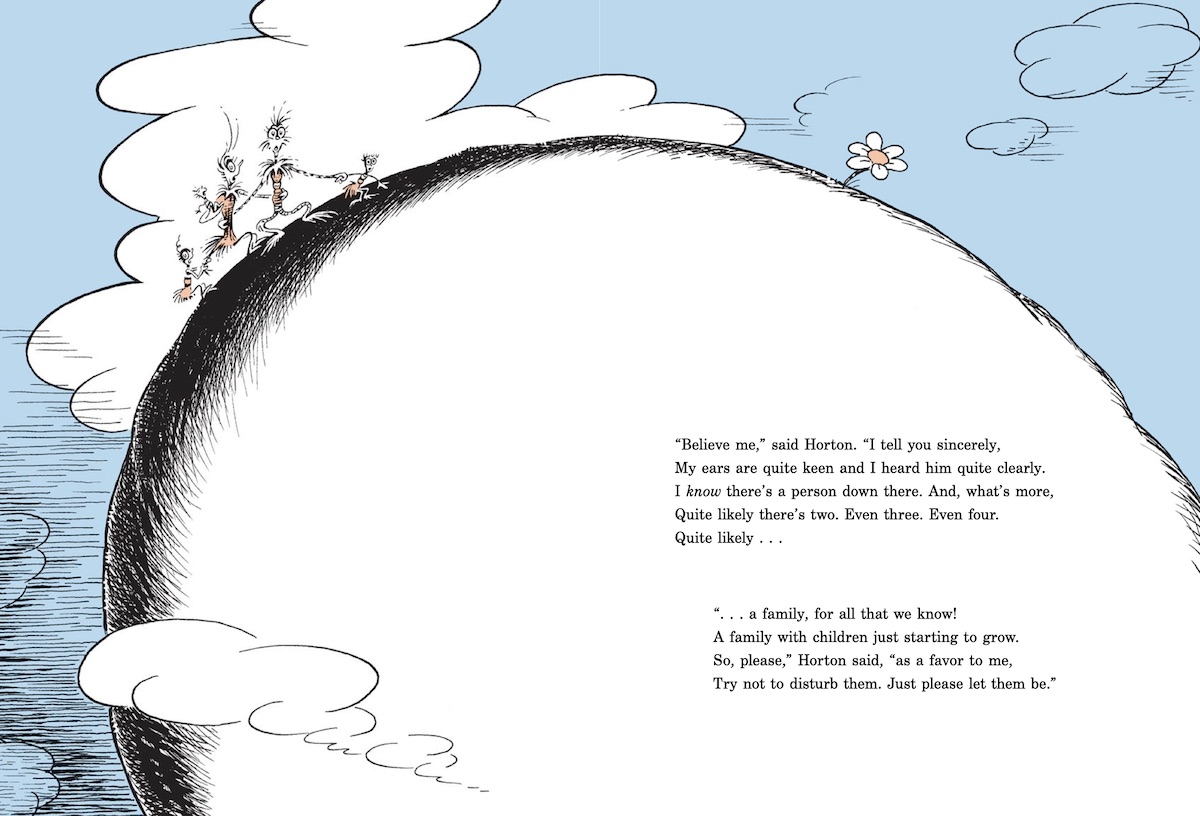 “Believe me,” said Horton. “I tell you sincerely,
My ears are quite keen and I heard him quite clearly.
I know there’s a person down there. And, what’s more,
Quite likely there’s two. Even three. Even four.
Quite likely . . .
“. . . a family, for all that we know!
A family with children just starting to grow.
So, please,” Horton said, “as a favor to me,
Try not to disturb them. Just please let them be.”